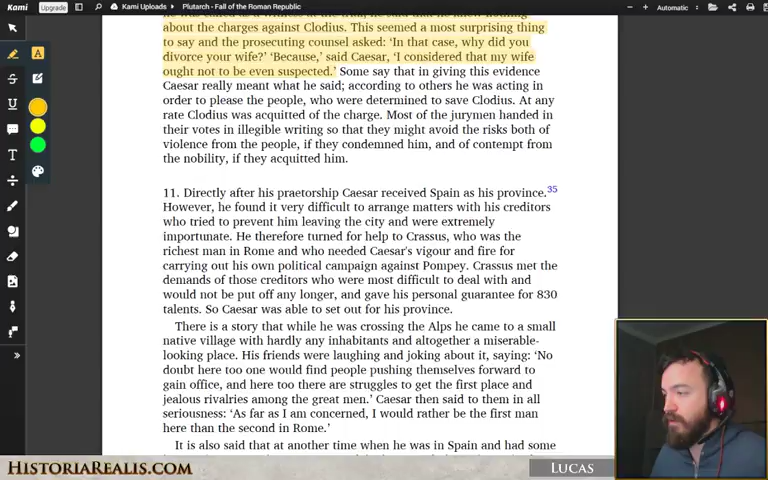 Kami
Upgrade
Kami Uploads
Plutarch - Fall of the Roman Republic
Automatic
about the charges against Clodius. This seemed a most surprising thing
to say and the prosecuting counsel asked: ‘In that case, why did you
divorce your wife?’ ‘Because,’ said Caesar, ‘I considered that my wife
ought not to be even suspected.’ Some say that in giving this evidence
Caesar really meant what he said; according to others he was acting in
order to please the people, who were determined to save Clodius. At any
rate Clodius was acquitted of the charge. Most of the jurymen handed in
their votes in illegible writing so that they might avoid the risks both of
violence from the people, if they condemned him, and of contempt from
the nobility, if they acquitted him.
11. Directly after his praetorship Caesar received Spain as his province.35
However, he found it very difficult to arrange matters with his creditors
who tried to prevent him leaving the city and were extremely
importunate. He therefore turned for help to Crassus, who was the
richest man in Rome and who needed Caesar's vigour and fire for
carrying out his own political campaign against Pompey. Crassus met the
demands of those creditors who were most difficult to deal with and
would not be put off any longer, and gave his personal guarantee for 830
talents. So Caesar was able to set out for his province.
There is a story that while he was crossing the Alps he came to a small
native village with hardly any inhabitants and altogether a miserable-
looking place. His friends were laughing and joking about it, saying: ‘No
doubt here too one would find people pushing themselves forward to
gain office, and here too there are struggles to get the first place and
jealous rivalries among the great men.’ Caesar then said to them in all
seriousness: ‘As far as I am concerned, I would rather be the first man
here than the second in Rome.’
It is also said that at another time when he was in Spain and had some
HISTORIAREALIS.COM
LUCAS